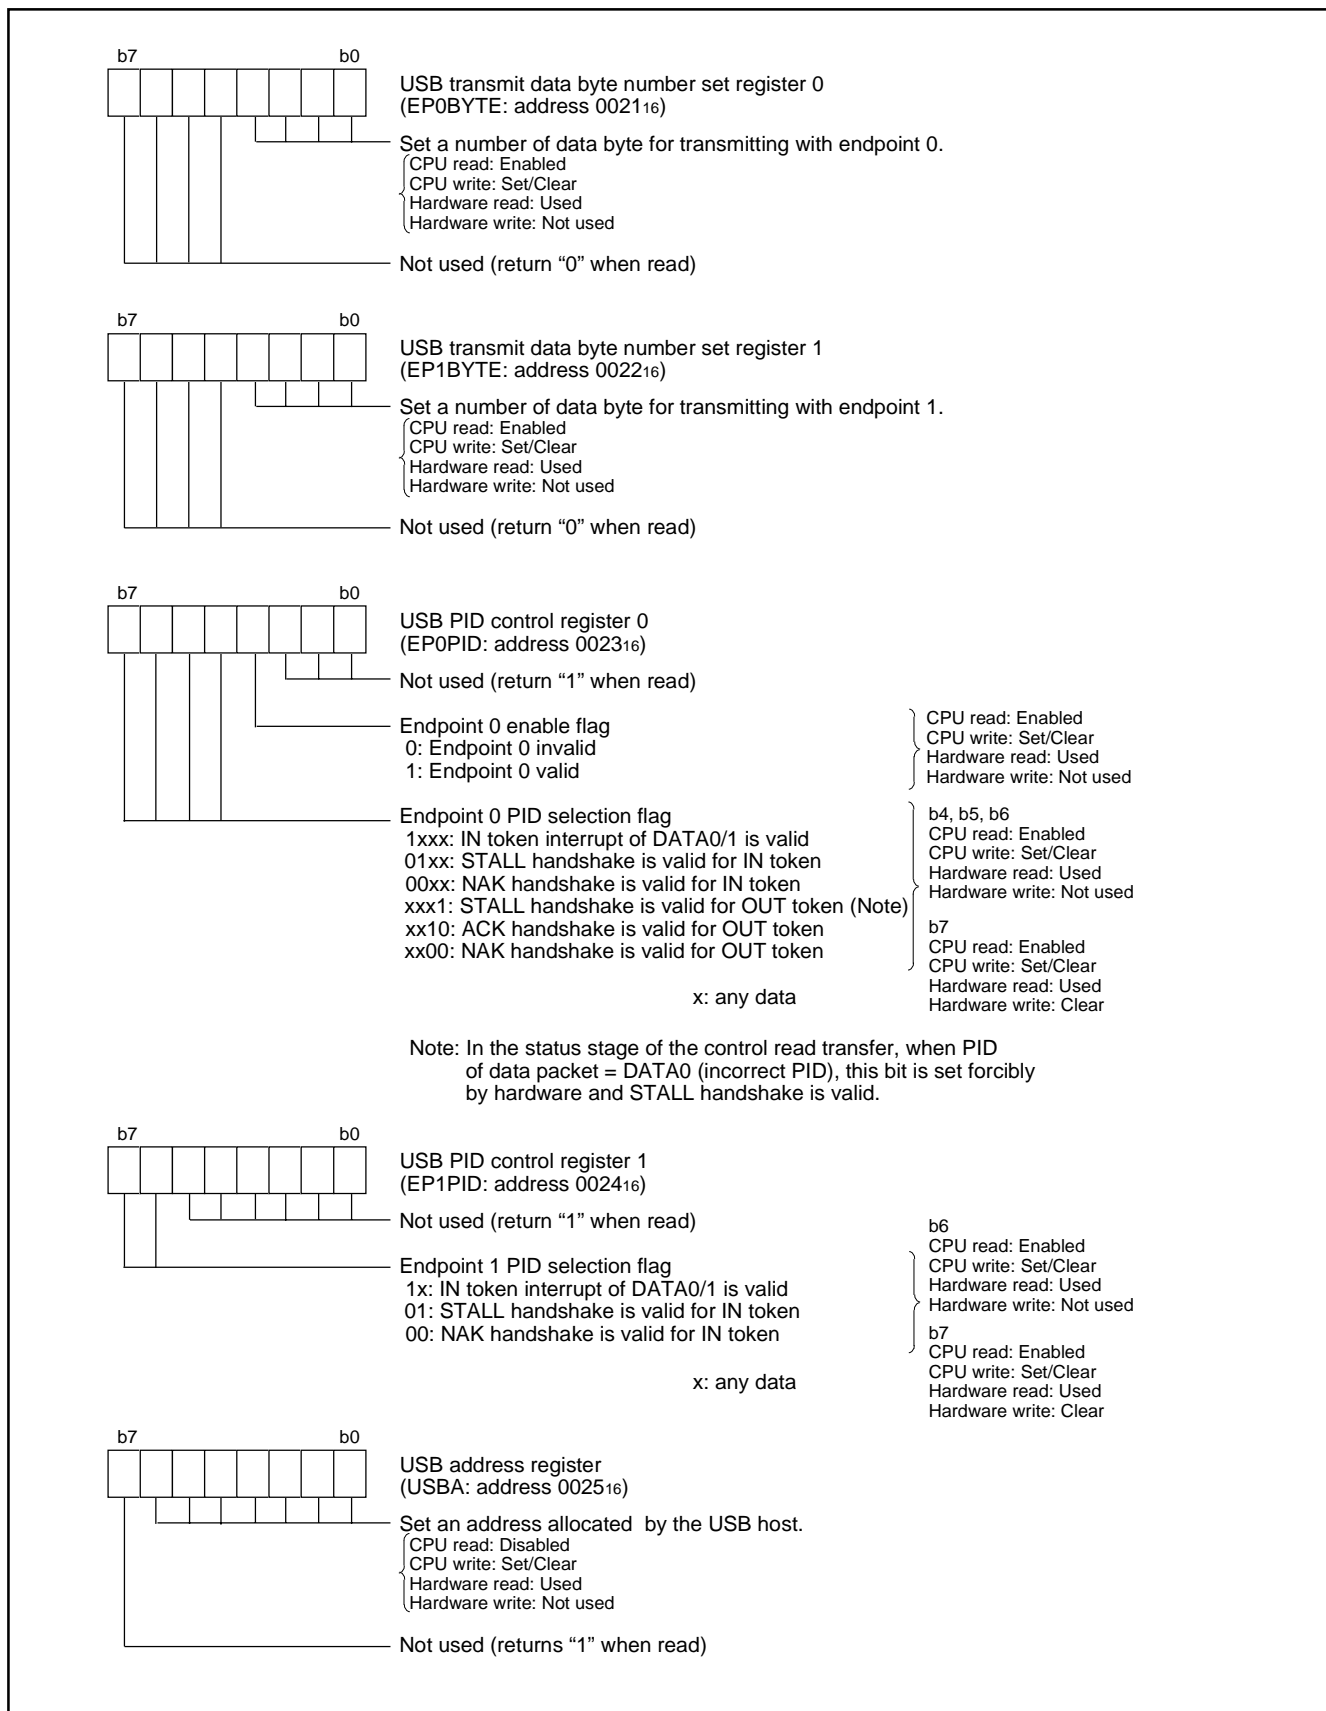 b7 b0
USB transmit data byte number set register 0
(EP0BYTE: address 002116)
Set a number of data byte for transmitting with endpoint 0.
CPU read: Enabled
CPU write: Set/Clear
Hardware read: Used
Hardware write: Not used
Not used (return “0” when read)
b7 b0
USB transmit data byte number set register 1
(EP1BYTE: address 002216)
Set a number of data byte for transmitting with endpoint 1.
CPU read: Enabled
CPU write: Set/Clear
Hardware read: Used
Hardware write: Not used
Not used (return “0” when read)
b7 b0
USB PID control register 0
(EP0PID: address 002316)
Not used (return “1” when read)
Endpoint 0 enable flag
0: Endpoint 0 invalid
1: Endpoint 0 valid
CPU read: Enabled
CPU write: Set/Clear
Hardware read: Used
Hardware write: Not used
Endpoint 0 PID selection flag
1xxx: IN token interrupt of DATA0/1 is valid
01xx: STALL handshake is valid for IN token
00xx: NAK handshake is valid for IN token
xxx1: STALL handshake is valid for OUT token (Note)
xx10: ACK handshake is valid for OUT token
xx00: NAK handshake is valid for OUT token
x: any data
b4, b5, b6
CPU read: Enabled
CPU write: Set/Clear
Hardware read: Used
Hardware write: Not used
b7
CPU read: Enabled
CPU write: Set/Clear
Hardware read: Used
Hardware write: Clear
Note: In the status stage of the control read transfer, when PID
of data packet = DATA0 (incorrect PID), this bit is set forcibly
by hardware and STALL handshake is valid.
b7 b0
USB PID control register 1
(EP1PID: address 002416)
Not used (return “1” when read)
Endpoint 1 PID selection flag
1x: IN token interrupt of DATA0/1 is valid
01: STALL handshake is valid for IN token
00: NAK handshake is valid for IN token
x: any data
b6
CPU read: Enabled
CPU write: Set/Clear
Hardware read: Used
Hardware write: Not used
b7
CPU read: Enabled
CPU write: Set/Clear
Hardware read: Used
Hardware write: Clear
b7 b0
USB address register
(USBA: address 002516)
Set an address allocated  by the USB host.
CPU read: Disabled
CPU write: Set/Clear
Hardware read: Used
Hardware write: Not used
Not used (returns “1” when read)